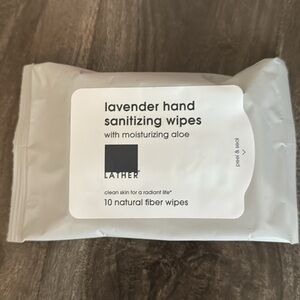 lavender hand
sanitizing wipes
with moisturizing aloe
peel & seal
LATHER
clean skin for a radiant life®
10 natural fiber wipes